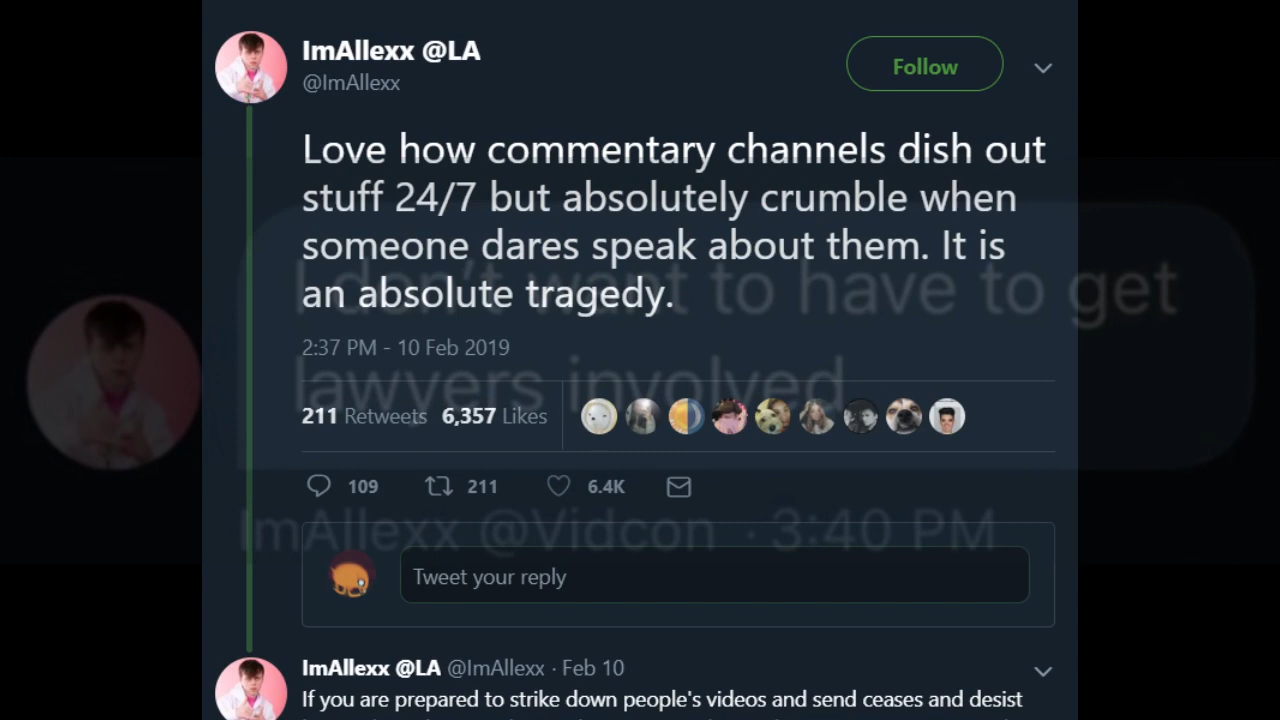 ImAllexx @LA
@ImAllexx
Follow
Love how commentary channels dish out
stuff 24/7 but absolutely crumble when
someone dares speak about them. It is
an absolute tragedy.
I don't want to have to get
lawyers involved
2:37 PM - 10 Feb 2019
211 Retweets 6,357 Likes
109 211 6.4K
ImAllexx @Vidcon · 3:40 PM
Tweet your reply
ImAllexx @LA @ImAllexx · Feb 10
If you are prepared to strike down people's videos and send ceases and desist